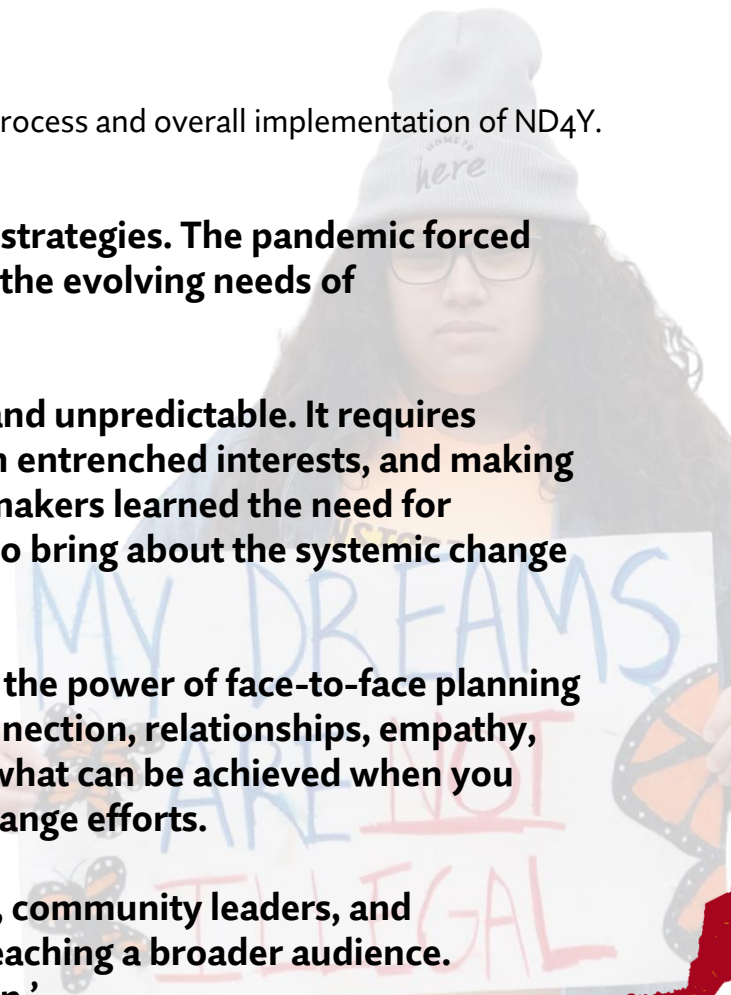 rocess and overall implementation of ND4Y.
HOME IS
here
strategies. The pandemic forced
the evolving needs of
and unpredictable. It requires
n entrenched interests, and making
makers learned the need for
o bring about the systemic change
MY DREAMS
the power of face-to-face planning
nection, relationships, empathy,
what can be achieved when you
ange efforts.
ARE NOT
ILLEGAL
, community leaders, and
eaching a broader audience.